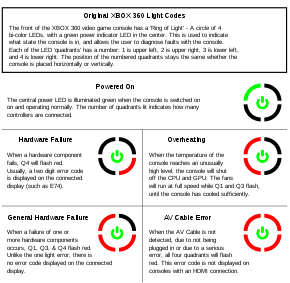 Original XBOX 360 Light Codes
The front of the XBOX 360 video game console has a 'Ring of Light' - A circle of 4
bi-color LEDs, with a green power indicator LED in the center. This is used to indicate
what state the console is in, and allows the user to diagnose faults with the console.
Each of the LED 'quadrants' has a number: 1 is upper left, 2 is upper right, 3 is lower left,
and 4 is lower right. The position of the numbered quadrants stays the same whether the
console is placed horizontally or vertically.
Powered On
The central power LED is illuminated green when the console is switched on
and operating normally. The number of quadrants lit indicates how many
controllers are connected.
Hardware Failure
When a hardware component
fails, Q4 will flash red.
Usually, a two digit error code
is displayed on the connected
display (such as E74).
Overheating
When the temperature of the
console reaches an unusually
high level, the console will shut
off the CPU and GPU. The fans
will run at full speed while Q1 and Q3 flash,
until the console has cooled sufficiently.
General Hardware Failure
When a failure of one or
more hardware components
occurs, Q1, Q3, & Q4 flash red.
Unlike the one light error, there is
no error code displayed on the connected
display.
AV Cable Error
When the AV Cable is not
detected, due to not being
plugged in or due to a serious
error, all four quadrants will flash
red. This error code is not displayed on
consoles with an HDMI connection.